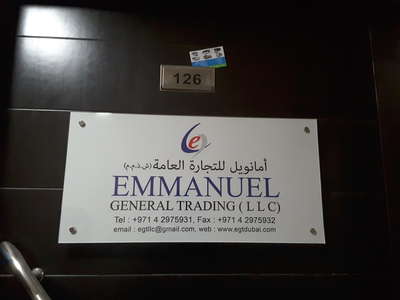 126
e
أمانويل للتجارة العامة (ش.ذ.م.م)
EMMANUEL
GENERAL TRADING ( L L C )
Tel : +971 4 2975931, Fax : +971 4 2975932
email : egtllc@gmail.com, web : www.egtdubai.com